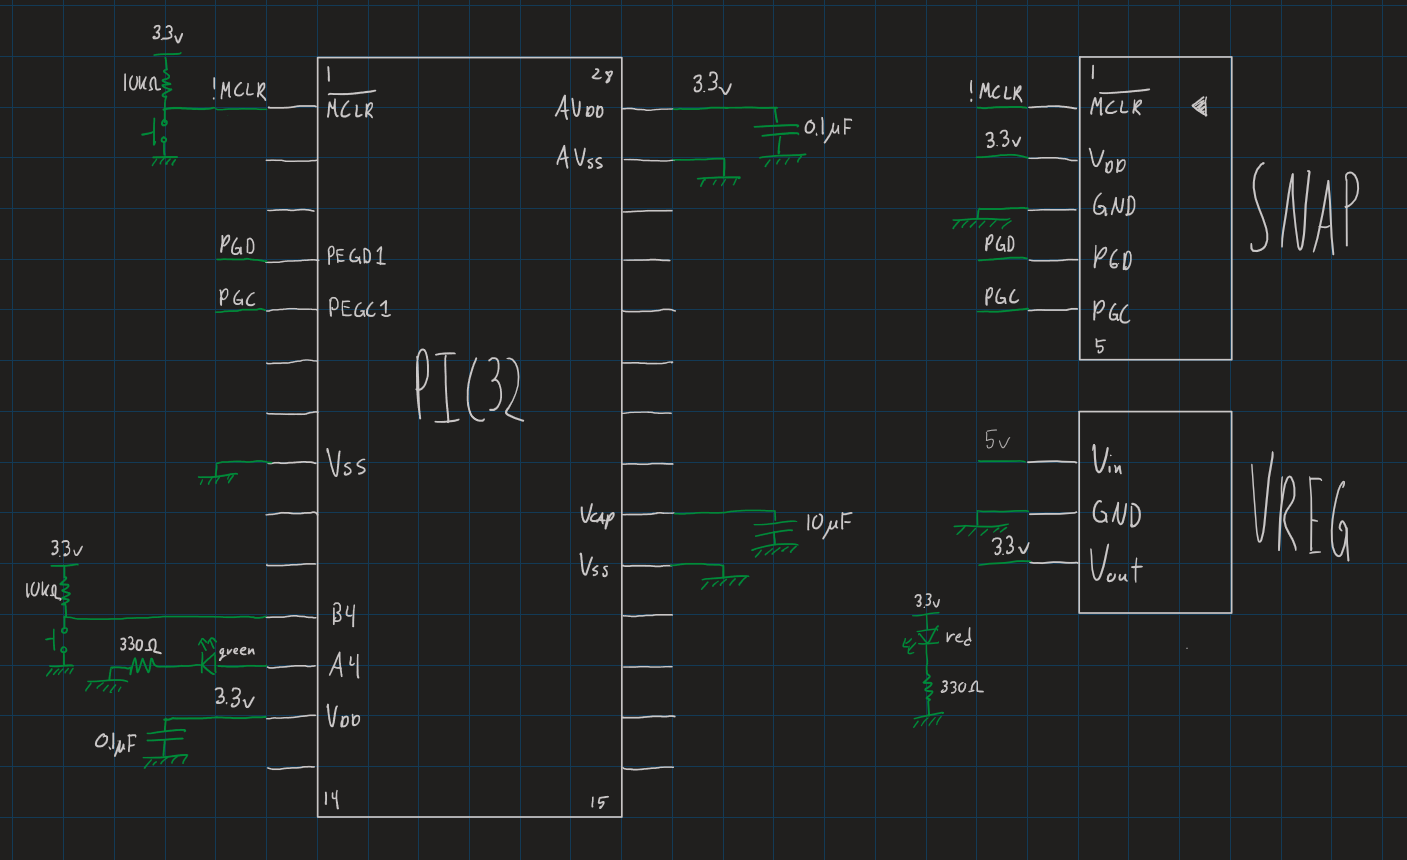 3.3v
10KΩ
!MCLR
1
MCLR
PGD
PEGD1
PGC
PEGC1
PIC32
VSS
3.3v
10KΩ
B4
330Ω
green
A4
3.3v
VDD
0.1µF
14
28
AVDD
3.3v
0.1µF
AVSS
VCAP
10µF
VSS
15
1
!MCLR
MCLR
3.3v
VDD
GND
PGD
PGD
PGC
PGC
5
SNAP
5v
Vin
GND
3.3v
Vout
VREG
3.3v
red
330Ω